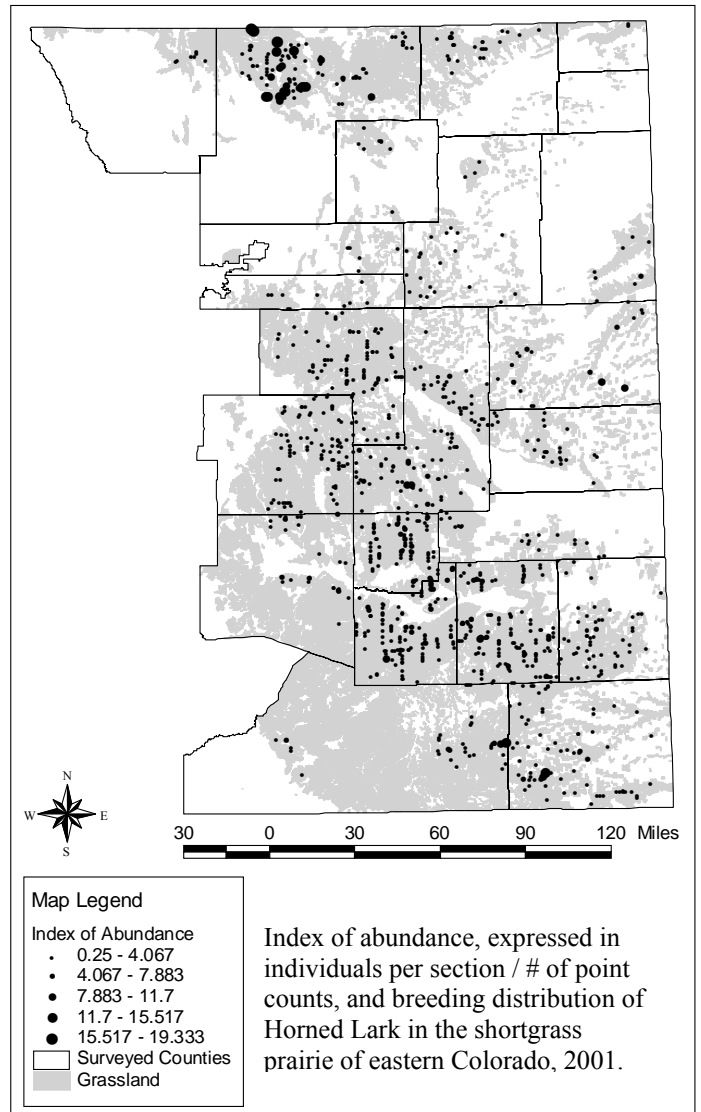 N
W E
S
30 0 30 60 90 120 Miles
Map Legend
Index of Abundance
0.25 - 4.067
4.067 - 7.883
7.883 - 11.7
11.7 - 15.517
15.517 - 19.333
Surveyed Counties
Grassland
Index of abundance, expressed in
individuals per section / # of point
counts, and breeding distribution of
Horned Lark in the shortgrass
prairie of eastern Colorado, 2001.